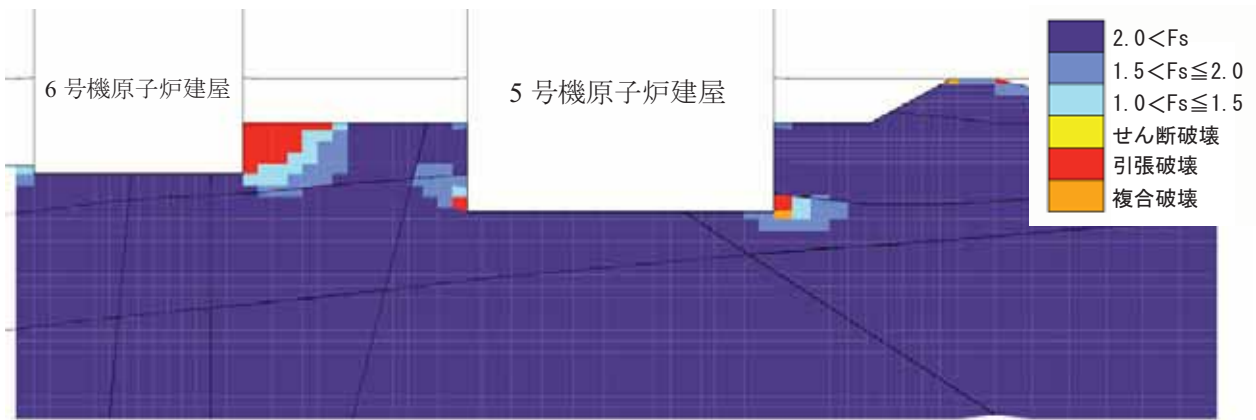 6 号機原子炉建屋
5 号機原子炉建屋
2.0<Fs
1.5<Fs≦2.0
1.0<Fs≦1.5
せん断破壊
引張破壊
複合破壊